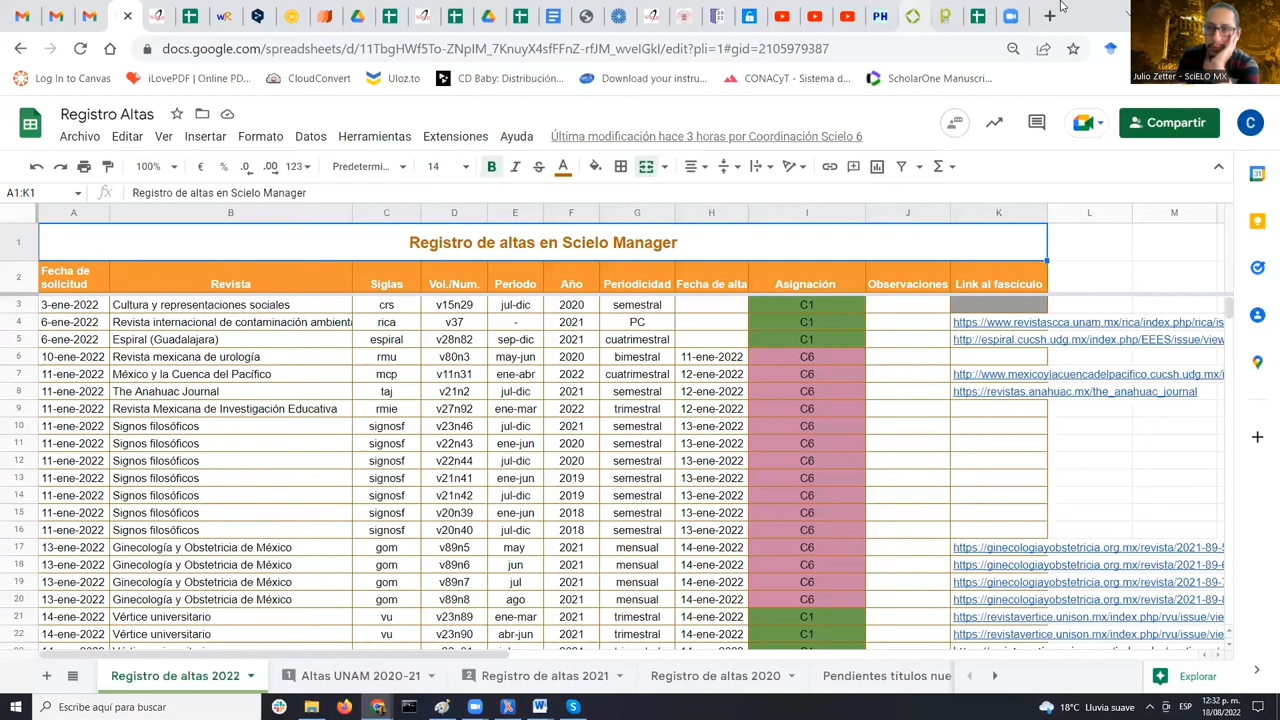 docs.google.com/spreadsheets/d/11TbgHWf5To-ZNpIM_7KnuyX4sfFFnZ-rfJM_wveIGkI/edit?pli=1#gid=2105979387
Log In to Canvas iLovePDF | Online PD... CloudConvert Uloz.to CD Baby: Distribución... Download your instru... CONACyT - Sistema d... ScholarOne Manuscri...
Julio Zetter - SciELO MX
Registro Altas
Archivo Editar Ver Insertar Formato Datos Herramientas Extensiones Ayuda Última modificación hace 3 horas por Coordinación Scielo 6
Compartir C
100% € % .0 .00 123 Predetermi... 14 B I S A
A1:K1 fx Registro de altas en Scielo Manager
A B C D E F G H I J K L M
1 Registro de altas en Scielo Manager
2 Fecha de solicitud Revista Siglas Vol./Num. Periodo Año Periodicidad Fecha de alta Asignación Observaciones Link al fascículo
3 3-ene-2022 Cultura y representaciones sociales crs v15n29 jul-dic 2020 semestral C1
4 6-ene-2022 Revista internacional de contaminación ambient rica v37 - 2021 PC C1 https://www.revistascca.unam.mx/rica/index.php/rica/is
5 6-ene-2022 Espiral (Guadalajara) espiral v28n82 sep-dic 2021 cuatrimestral C1 http://espiral.cucsh.udg.mx/index.php/EEES/issue/view
6 10-ene-2022 Revista mexicana de urología rmu v80n3 may-jun 2020 bimestral 11-ene-2022 C6
7 11-ene-2022 México y la Cuenca del Pacífico mcp v11n31 ene-abr 2022 cuatrimestral 12-ene-2022 C6 http://www.mexicoylacuencadelpacifico.cucsh.udg.mx/i
8 11-ene-2022 The Anahuac Journal taj v21n2 jul-dic 2021 semestral 12-ene-2022 C6 https://revistas.anahuac.mx/the_anahuac_journal
9 11-ene-2022 Revista Mexicana de Investigación Educativa rmie v27n92 ene-mar 2022 trimestral 12-ene-2022 C6
10 11-ene-2022 Signos filosóficos signosf v23n46 jul-dic 2021 semestral 13-ene-2022 C6
11 11-ene-2022 Signos filosóficos signosf v22n43 ene-jun 2020 semestral 13-ene-2022 C6
12 11-ene-2022 Signos filosóficos signosf v22n44 jul-dic 2020 semestral 13-ene-2022 C6
13 11-ene-2022 Signos filosóficos signosf v21n41 ene-jun 2019 semestral 13-ene-2022 C6
14 11-ene-2022 Signos filosóficos signosf v21n42 jul-dic 2019 semestral 13-ene-2022 C6
15 11-ene-2022 Signos filosóficos signosf v20n39 ene-jun 2018 semestral 13-ene-2022 C6
16 11-ene-2022 Signos filosóficos signosf v20n40 jul-dic 2018 semestral 13-ene-2022 C6
17 13-ene-2022 Ginecología y Obstetricia de México gom v89n5 may 2021 mensual 14-ene-2022 C6 https://ginecologiayobstetricia.org.mx/revista/2021-89-5
18 13-ene-2022 Ginecología y Obstetricia de México gom v89n6 jun 2021 mensual 14-ene-2022 C6 https://ginecologiayobstetricia.org.mx/revista/2021-89-6
19 13-ene-2022 Ginecología y Obstetricia de México gom v89n7 jul 2021 mensual 14-ene-2022 C6 https://ginecologiayobstetricia.org.mx/revista/2021-89-7
20 13-ene-2022 Ginecología y Obstetricia de México gom v89n8 ago 2021 mensual 14-ene-2022 C6 https://ginecologiayobstetricia.org.mx/revista/2021-89-8
21 14-ene-2022 Vértice universitario vu v23n89 ene-mar 2021 trimestral 14-ene-2022 C1 https://revistavertice.unison.mx/index.php/rvu/issue/vie
22 14-ene-2022 Vértice universitario vu v23n90 abr-jun 2021 trimestral 14-ene-2022 C1 https://revistavertice.unison.mx/index.php/rvu/issue/vie
Registro de altas 2022 1 Altas UNAM 2020-21 2 Registro de altas 2021 Registro de altas 2020 Pendientes títulos nue Explorar
Escribe aquí para buscar 18°C Lluvia suave ESP 12:32 p. m.
18/08/2022